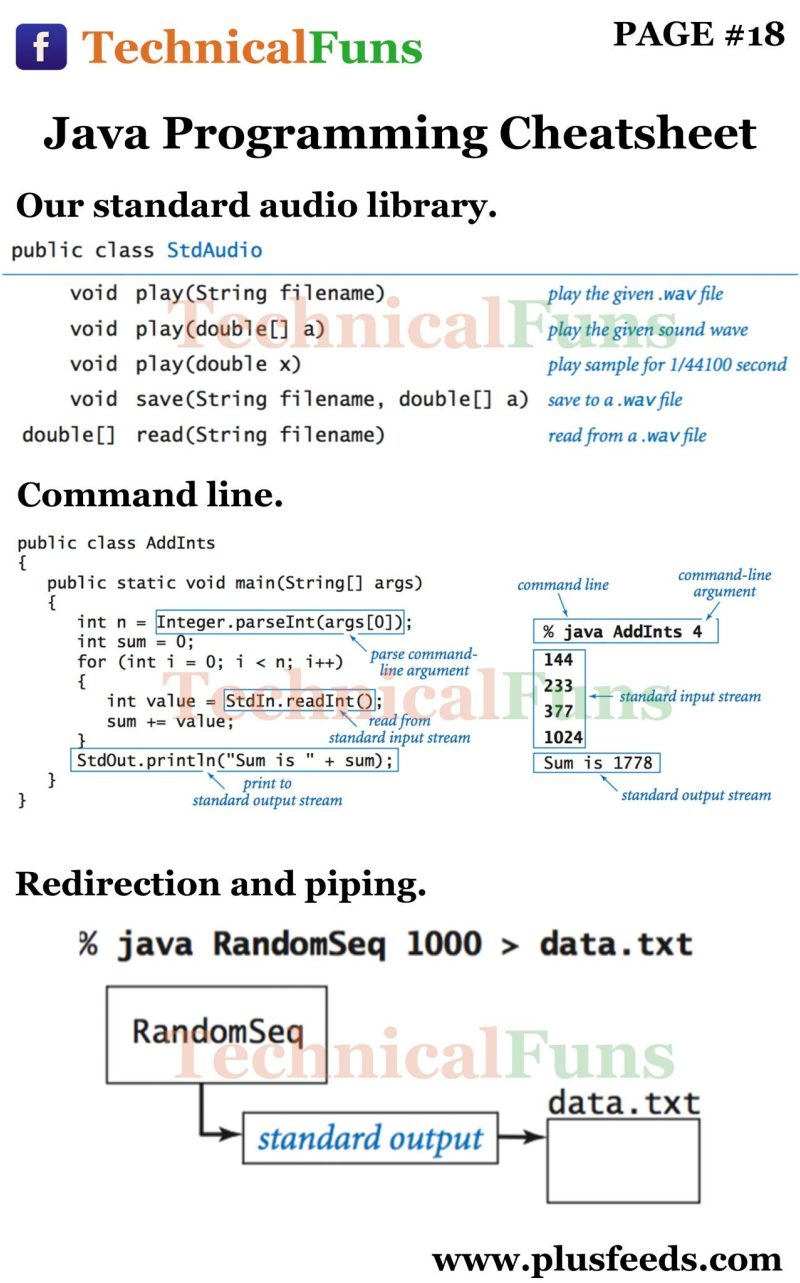 f TechnicalFuns
PAGE #18
Java Programming Cheatsheet
Our standard audio library.
public class StdAudio
void play(String filename) play the given .wav file
void play(double[] a) play the given sound wave
void play(double x) play sample for 1/44100 second
void save(String filename, double[] a) save to a .wav file
double[] read(String filename) read from a .wav file
TechnicalFuns
Command line.
public class AddInts
{
public static void main(String[] args)
{
int n = Integer.parseInt(args[0]);
int sum = 0;
for (int i = 0; i < n; i++)
parse command-
line argument
{
int value = StdIn.readInt();
sum += value;
read from
standard input stream
}
StdOut.println("Sum is " + sum);
print to
standard output stream
}
}
command line
command-line
argument
% java AddInts 4
144
233
377
1024
standard input stream
Sum is 1778
standard output stream
TechnicalFuns
Redirection and piping.
% java RandomSeq 1000 > data.txt
RandomSeq
TechnicalFuns
data.txt
standard output
www.plusfeeds.com